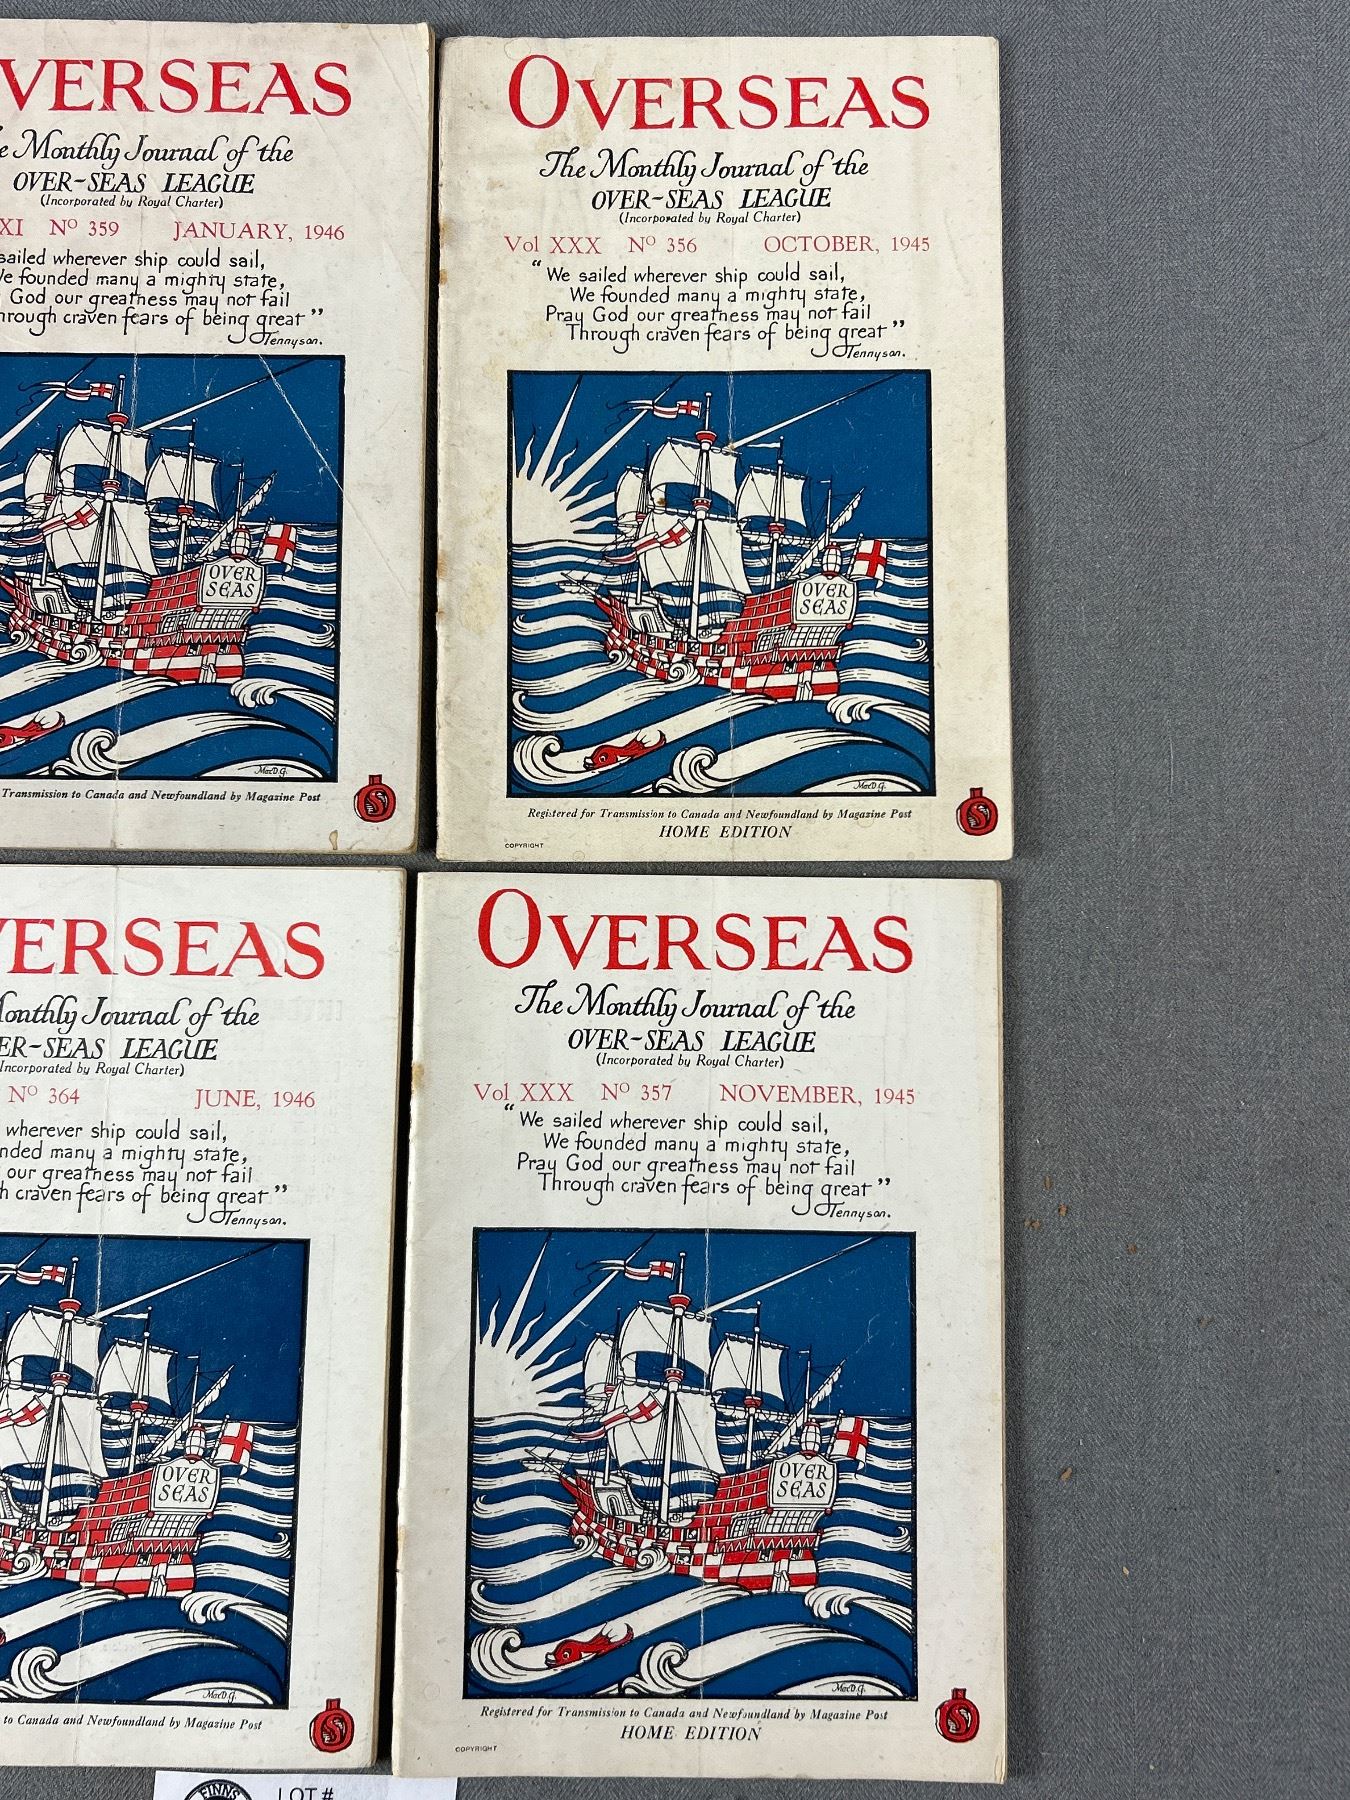 VERSEAS
Monthly Journal of the
OVER-SEAS LEAGUE
(Incorporated by Royal Charter)
XI No 359 JANUARY, 1946
sailed wherever ship could sail,
e founded many a mighty state,
God our greatness may not fail
hrough craven fears of being great"
Tennyson.
OVER
SEAS
MacD.G.
Transmission to Canada and Newfoundland by Magazine Post
S
OVERSEAS
The Monthly Journal of the
OVER-SEAS LEAGUE
(Incorporated by Royal Charter)
Vol XXX No 356 OCTOBER, 1945
"We sailed wherever ship could sail,
We founded many a mighty state,
Pray God our greatness may not fail
Through craven fears of being great"
Tennyson.
OVER
SEAS
MacD.G.
Registered for Transmission to Canada and Newfoundland by Magazine Post
HOME EDITION
COPYRIGHT
S
VERSEAS
onthly Journal of the
ER-SEAS LEAGUE
Incorporated by Royal Charter)
No 364 JUNE, 1946
wherever ship could sail,
nded many a mighty state,
our greatness may not fail
h craven fears of being great"
Tennyson.
OVER
SEAS
MacD.G.
to Canada and Newfoundland by Magazine Post
S
OVERSEAS
The Monthly Journal of the
OVER-SEAS LEAGUE
(Incorporated by Royal Charter)
Vol XXX No 357 NOVEMBER, 1945
"We sailed wherever ship could sail,
We founded many a mighty state,
Pray God our greatness may not fail
Through craven fears of being great"
Tennyson.
OVER
SEAS
MacD.G.
Registered for Transmission to Canada and Newfoundland by Magazine Post
HOME EDITION
COPYRIGHT
S
FINNS
LOT #